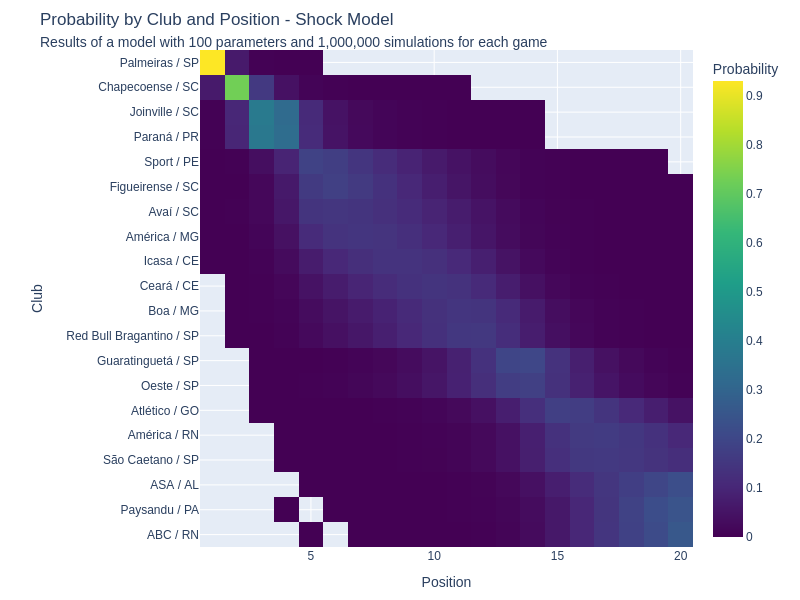 Probability by Club and Position - Shock Model
Results of a model with 100 parameters and 1,000,000 simulations for each game
Probability
Palmeiras / SP
Chapecoense / SC
Joinville / SC
Paraná / PR
Sport / PE
Figueirense / SC
Avaí / SC
América / MG
Icasa / CE
Ceará / CE
Boa / MG
Red Bull Bragantino / SP
Guaratinguetá / SP
Oeste / SP
Atlético / GO
América / RN
São Caetano / SP
ASA / AL
Paysandu / PA
ABC / RN
Club
5
10
15
20
Position
0.9
0.8
0.7
0.6
0.5
0.4
0.3
0.2
0.1
0